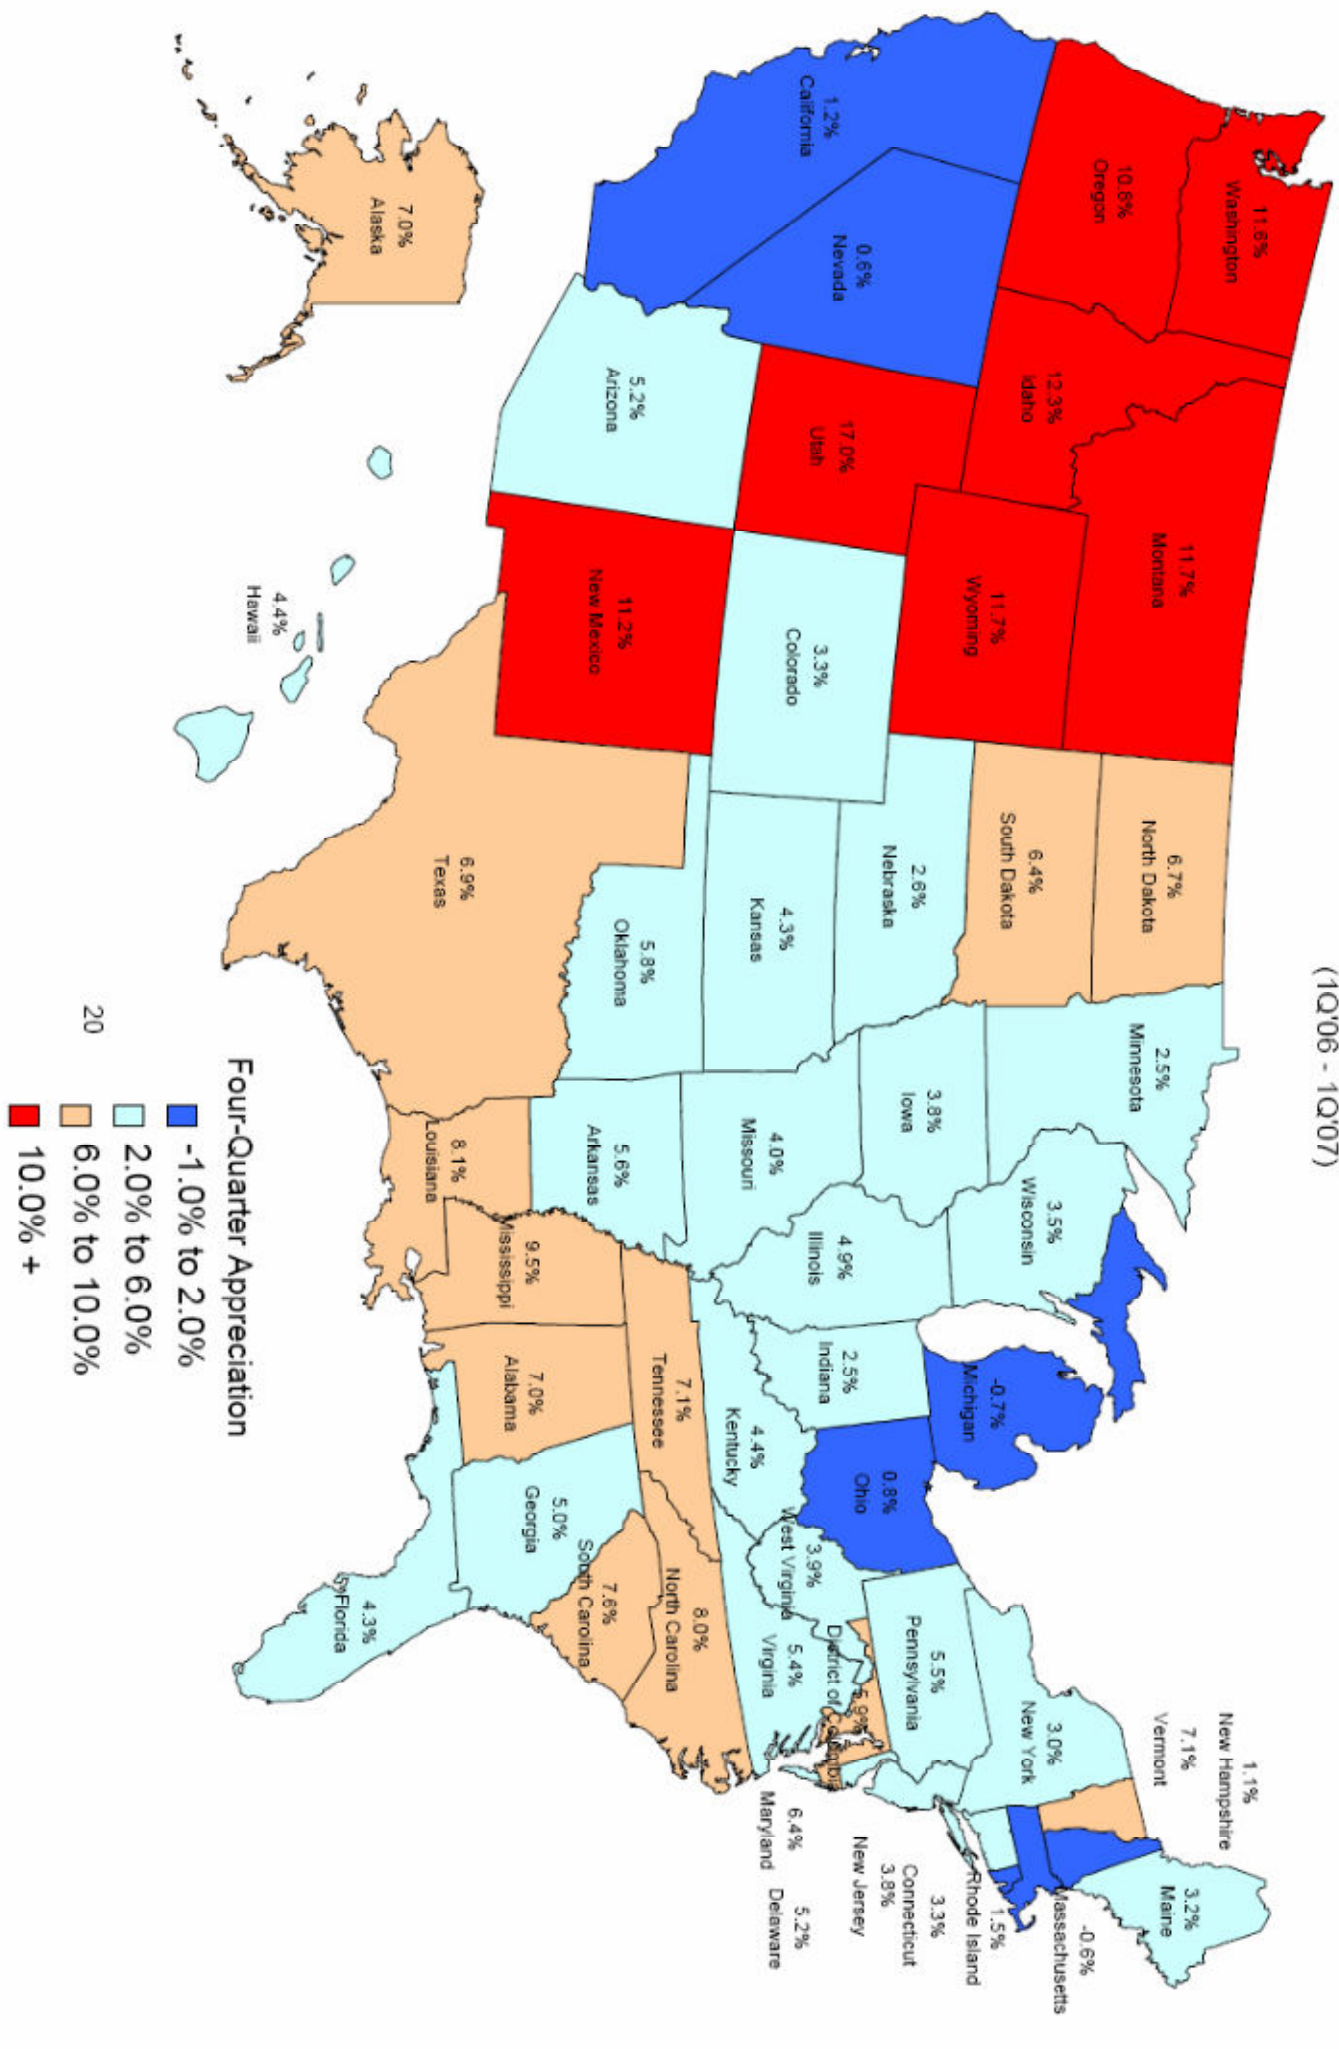 (1Q'06 - 1Q'07)
11.6%
Washington
10.8%
Oregon
12.3%
Idaho
11.7%
Montana
11.7%
Wyoming
1.2%
California
0.6%
Nevada
17.0%
Utah
5.2%
Arizona
3.3%
Colorado
11.2%
New Mexico
6.7%
North Dakota
6.4%
South Dakota
2.6%
Nebraska
4.3%
Kansas
5.8%
Oklahoma
6.9%
Texas
2.5%
Minnesota
3.8%
Iowa
4.0%
Missouri
5.6%
Arkansas
8.1%
Louisiana
3.5%
Wisconsin
4.9%
Illinois
-0.7%
Michigan
2.5%
Indiana
0.8%
Ohio
4.4%
Kentucky
7.1%
Tennessee
9.5%
Mississippi
7.0%
Alabama
5.0%
Georgia
4.3%
Florida
7.6%
South Carolina
8.0%
North Carolina
5.4%
Virginia
3.9%
West Virginia
5.9%
District of Columbia
5.5%
Pennsylvania
3.0%
New York
1.1%
New Hampshire
7.1%
Vermont
3.2%
Maine
-0.6%
Massachusetts
1.5%
Rhode Island
3.3%
Connecticut
3.8%
New Jersey
5.2%
Delaware
6.4%
Maryland
7.0%
Alaska
4.4%
Hawaii
Four-Quarter Appreciation
-1.0% to 2.0%
2.0% to 6.0%
6.0% to 10.0%
10.0% +
20